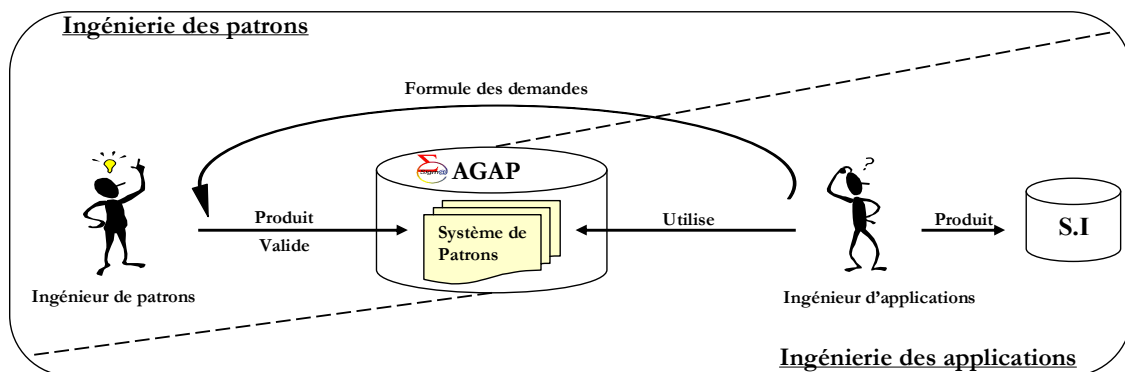 Ingénierie des patrons
Formule des demandes
Σ
AGAP
?
Produit
Valide
Système de
Patrons
Utilise
Produit
S.I
Ingénieur de patrons
Ingénieur d'applications
Ingénierie des applications